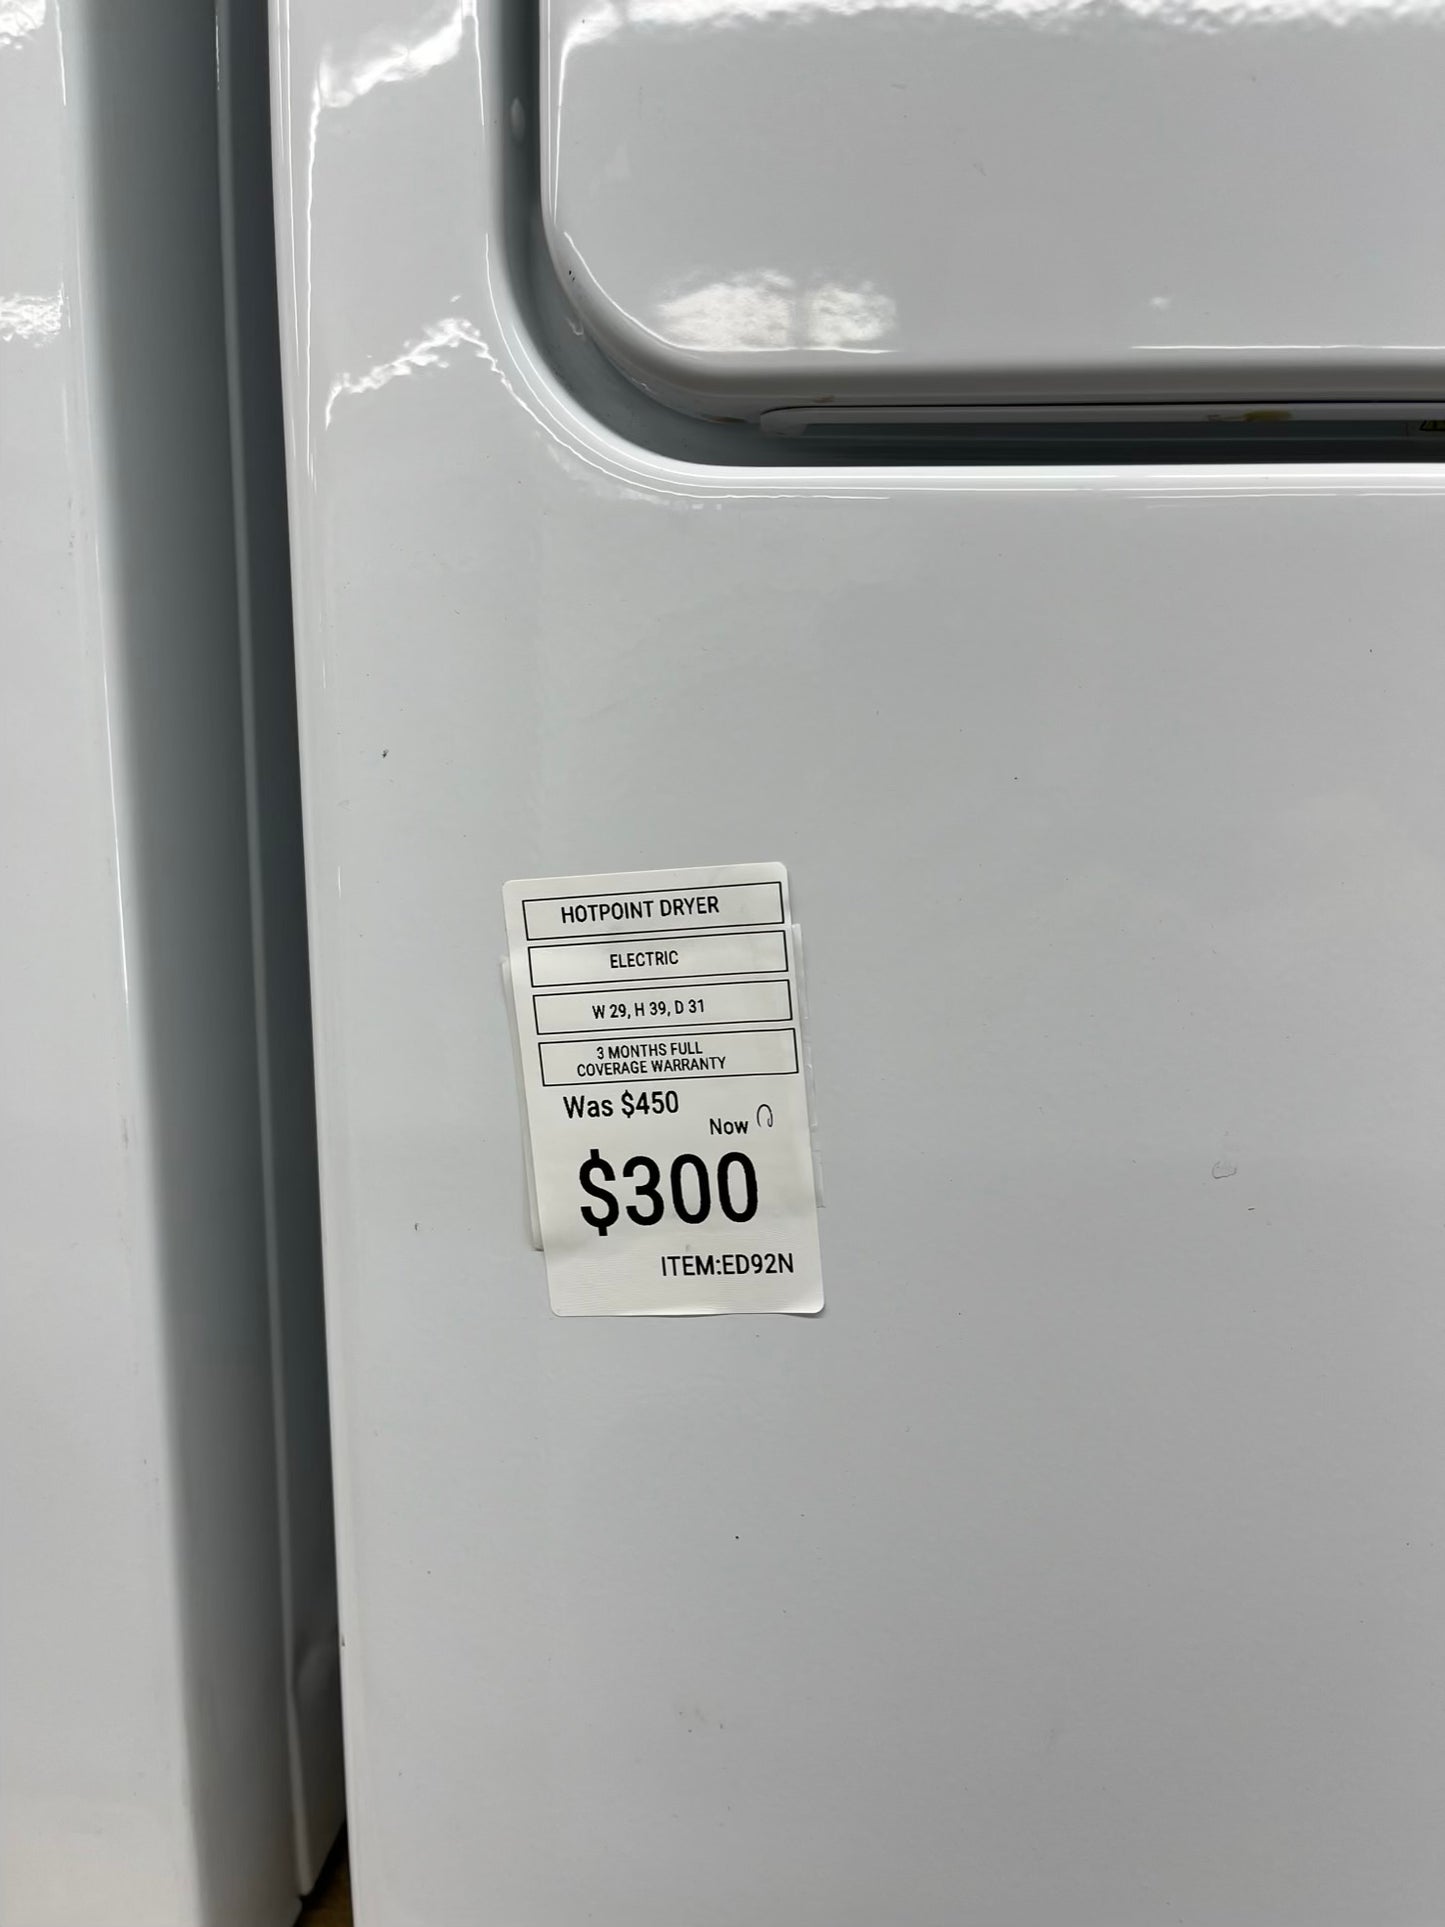 HOTPOINT DRYER
ELECTRIC
W 29, H 39, D 31
3 MONTHS FULL
COVERAGE WARRANTY
Was $450
Now
$300
ITEM:ED92N